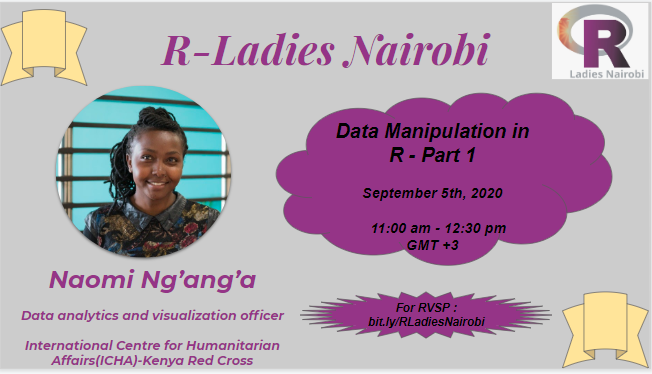 R-Ladies Nairobi
R
Ladies Nairobi
Data Manipulation in
R - Part 1
September 5th, 2020
11:00 am - 12:30 pm
GMT +3
Naomi Ng'ang'a
Data analytics and visualization officer
International Centre for Humanitarian
Affairs(ICHA)-Kenya Red Cross
For RVSP :
bit.ly/RLadiesNairobi